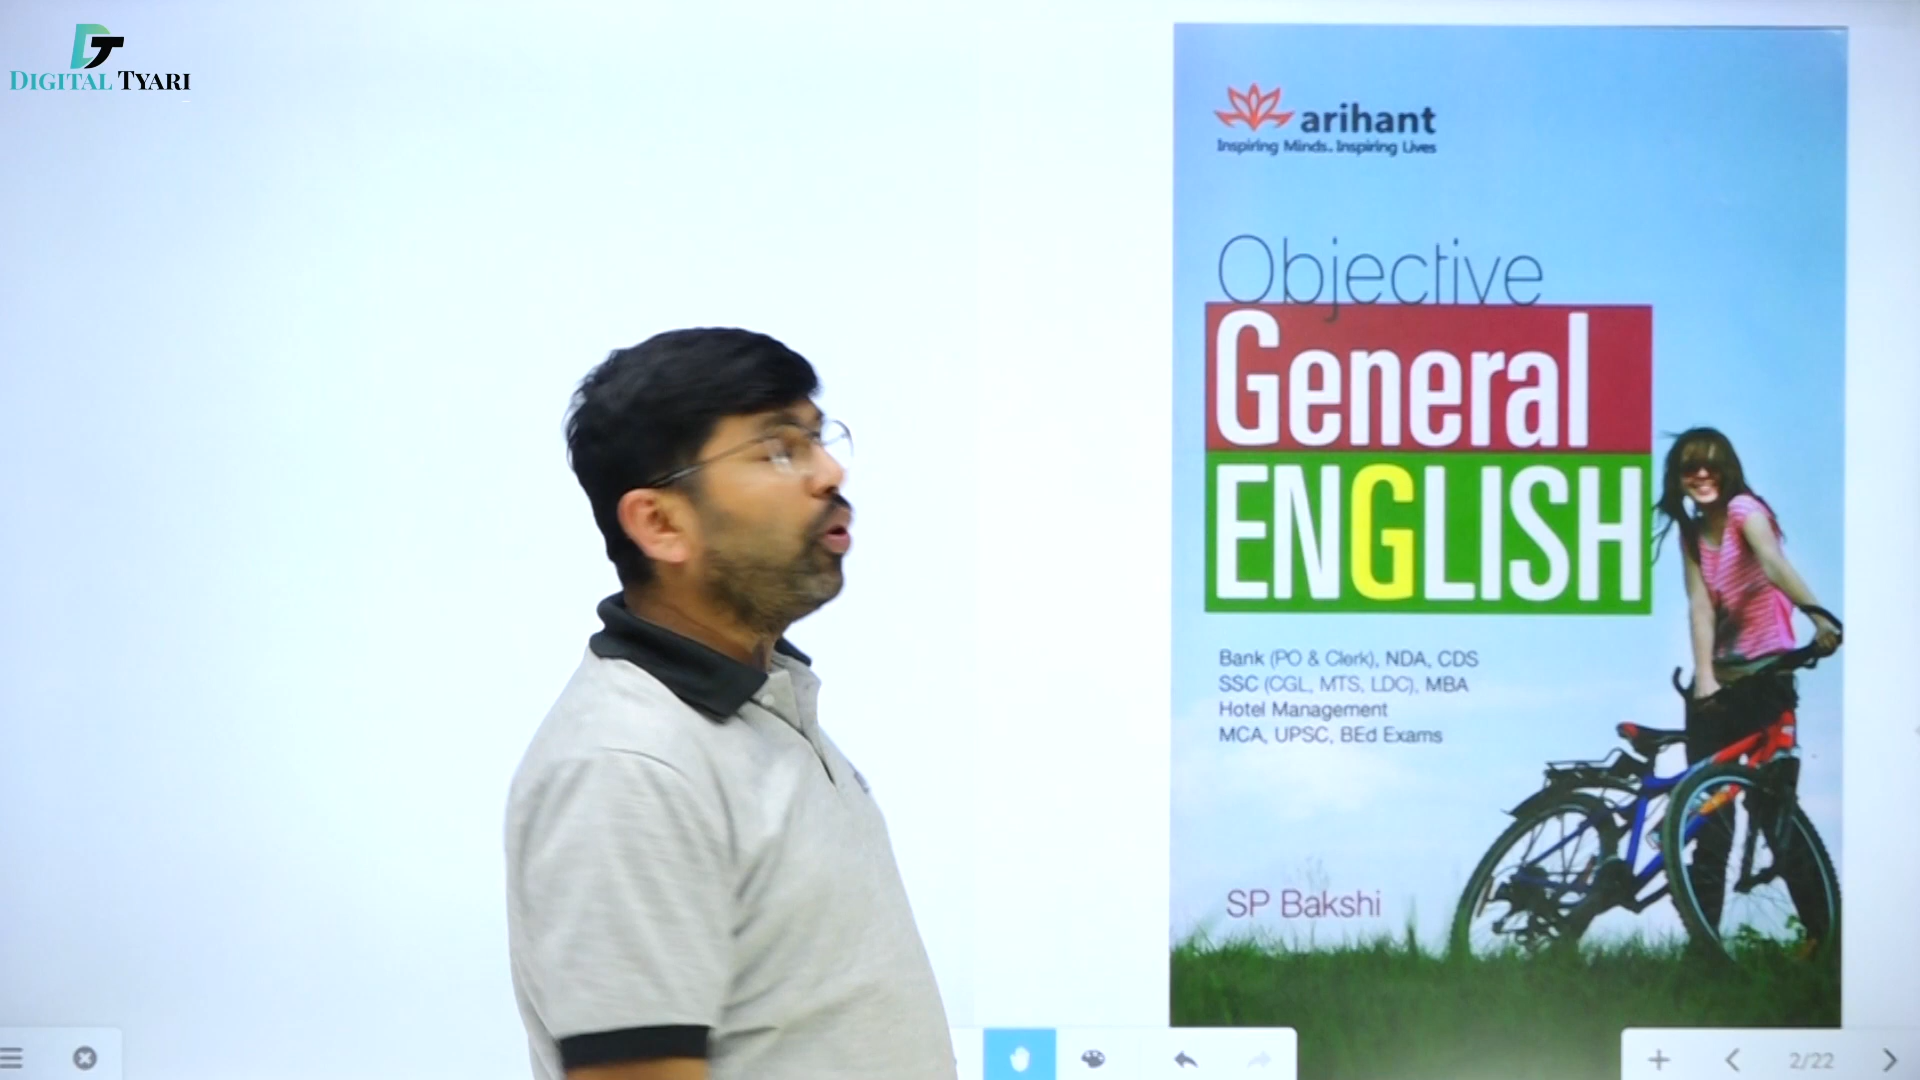 DT
DIGITAL TYARI
arihant
Inspiring Minds. Inspiring Lives
Objective
General
ENGLISH
Bank (PO & Clerk), NDA, CDS
SSC (CGL, MTS, LDC), MBA
Hotel Management
MCA, UPSC, BEd Exams
SP Bakshi
2/22